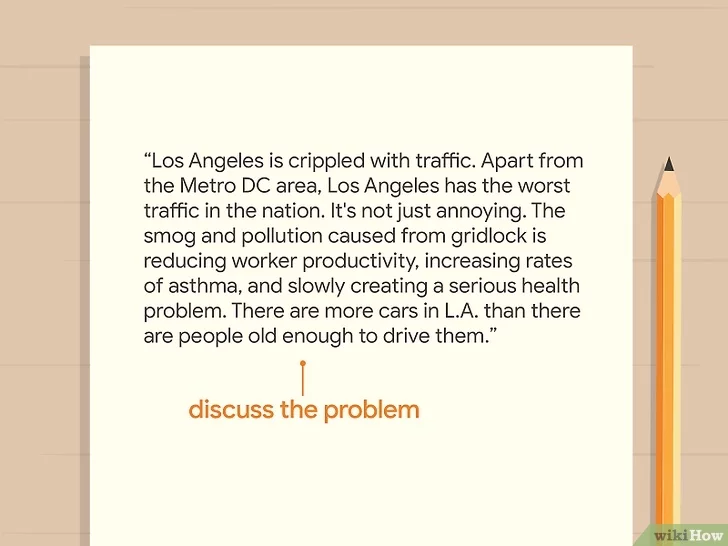 “Los Angeles is crippled with traffic. Apart from
the Metro DC area, Los Angeles has the worst
traffic in the nation. It's not just annoying. The
smog and pollution caused from gridlock is
reducing worker productivity, increasing rates
of asthma, and slowly creating a serious health
problem. There are more cars in L.A. than there
are people old enough to drive them.”
discuss the problem
wikiHow